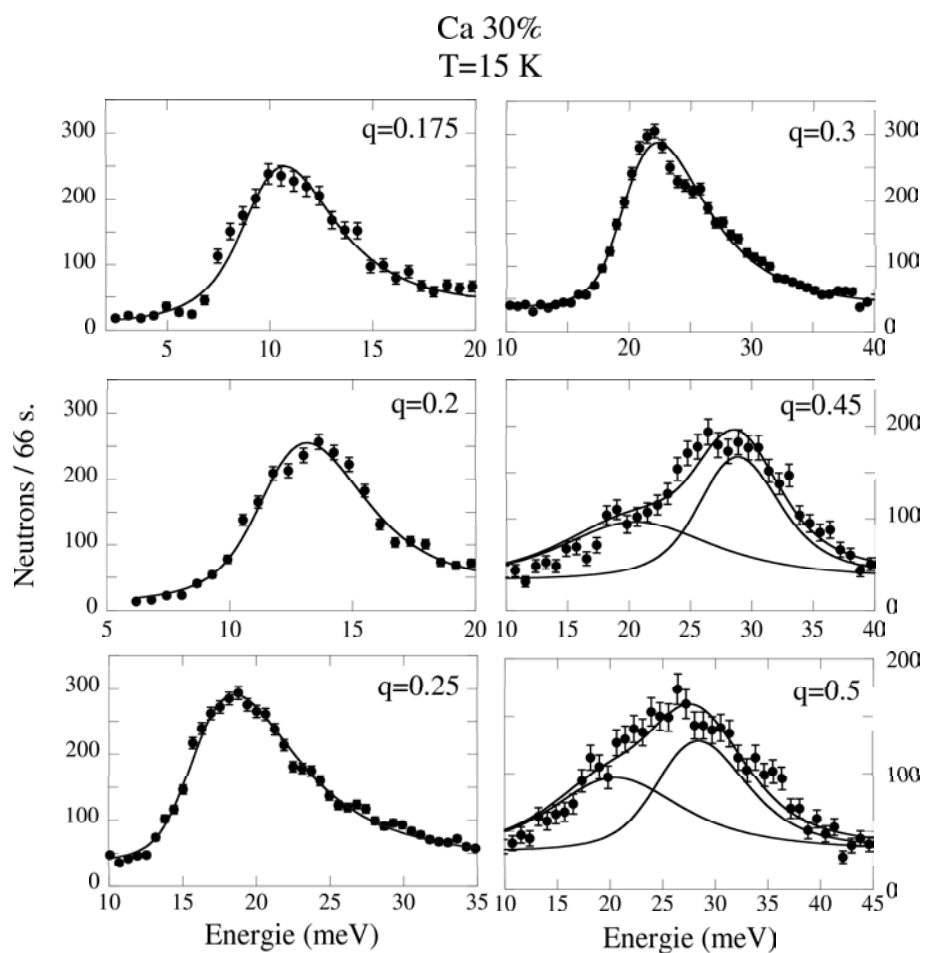 Ca 30%
T=15 K
q=0.175
300
200
100
0
5 10 15 20
q=0.3
300
200
100
0
10 20 30 40
q=0.2
300
200
100
0
5 10 15 20
q=0.45
200
100
0
10 15 20 25 30 35 40
q=0.25
300
200
100
0
10 15 20 25 30 35
q=0.5
200
100
0
10 15 20 25 30 35 40 45
Neutrons / 66 s.
Energie (meV)
Energie (meV)